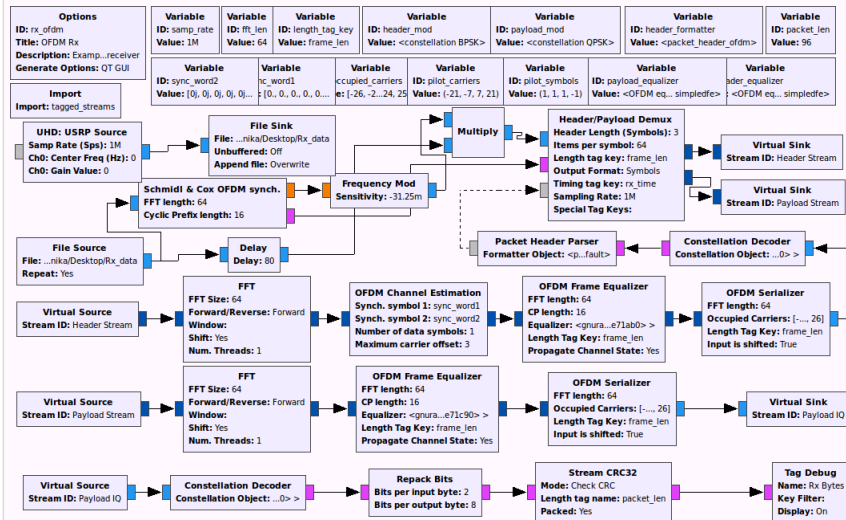 Options
ID: rx_ofdm
Title: OFDM Rx
Description: Examp...receiver
Generate Options: QT GUI
Variable
ID: samp_rate
Value: 1M
Variable
ID: fft_len
Value: 64
Variable
ID: length_tag_key
Value: frame_len
Variable
ID: header_mod
Value: <constellation BPSK>
Variable
ID: payload_mod
Value: <constellation QPSK>
Variable
ID: header_formatter
Value: <packet_header_ofdm>
Variable
ID: packet_len
Value: 96
Variable
ID: sync_word2
Value: [0j, 0j, 0j, 0j,...
Variable
nc_word1
[0., 0., 0., 0., 0....
Variable
ccupied_carriers
e: [-26, -2...24, 25
Variable
ID: pilot_carriers
Value: (-21, -7, 7, 21)
Variable
ID: pilot_symbols
Value: (1, 1, 1, -1)
Variable
ID: payload_equalizer
Value: <OFDM eq... simpledfe>
Variable
ader_equalizer
<OFDM eq... simpledfe>
Import
Import: tagged_streams
UHD: USRP Source
Samp Rate (Sps): 1M
Ch0: Center Freq (Hz): 0
Ch0: Gain Value: 0
File Sink
File: ...nika/Desktop/Rx_data
Unbuffered: Off
Append file: Overwrite
Multiply
Header/Payload Demux
Header Length (Symbols): 3
Items per symbol: 64
Length tag key: frame_len
Output Format: Symbols
Timing tag key: rx_time
Sampling Rate: 1M
Special Tag Keys:
Virtual Sink
Stream ID: Header Stream
Virtual Sink
Stream ID: Payload Stream
Schmidl & Cox OFDM synch.
FFT length: 64
Cyclic Prefix length: 16
Frequency Mod
Sensitivity: -31.25m
File Source
File: ...nika/Desktop/Rx_data
Repeat: Yes
Delay
Delay: 80
Packet Header Parser
Formatter Object: <p...fault>
Constellation Decoder
Constellation Object: ...0> >
Virtual Source
Stream ID: Header Stream
FFT
FFT Size: 64
Forward/Reverse: Forward
Window:
Shift: Yes
Num. Threads: 1
OFDM Channel Estimation
Synch. symbol 1: sync_word1
Synch. symbol 2: sync_word2
Number of data symbols: 1
Maximum carrier offset: 3
OFDM Frame Equalizer
FFT length: 64
CP length: 16
Equalizer: <gnura...e71ab0> >
Length Tag Key: frame_len
Propagate Channel State: Yes
OFDM Serializer
FFT length: 64
Occupied Carriers: [-..., 26]
Length Tag Key: frame_len
Input is shifted: True
Virtual Source
Stream ID: Payload Stream
FFT
FFT Size: 64
Forward/Reverse: Forward
Window:
Shift: Yes
Num. Threads: 1
OFDM Frame Equalizer
FFT length: 64
CP length: 16
Equalizer: <gnura...e71c90> >
Length Tag Key: frame_len
Propagate Channel State: Yes
OFDM Serializer
FFT length: 64
Occupied Carriers: [-..., 26]
Length Tag Key: frame_len
Input is shifted: True
Virtual Sink
Stream ID: Payload IQ
Virtual Source
Stream ID: Payload IQ
Constellation Decoder
Constellation Object: ...0> >
Repack Bits
Bits per input byte: 2
Bits per output byte: 8
Stream CRC32
Mode: Check CRC
Length tag name: packet_len
Packed: Yes
Tag Debug
Name: Rx Bytes
Key Filter:
Display: On